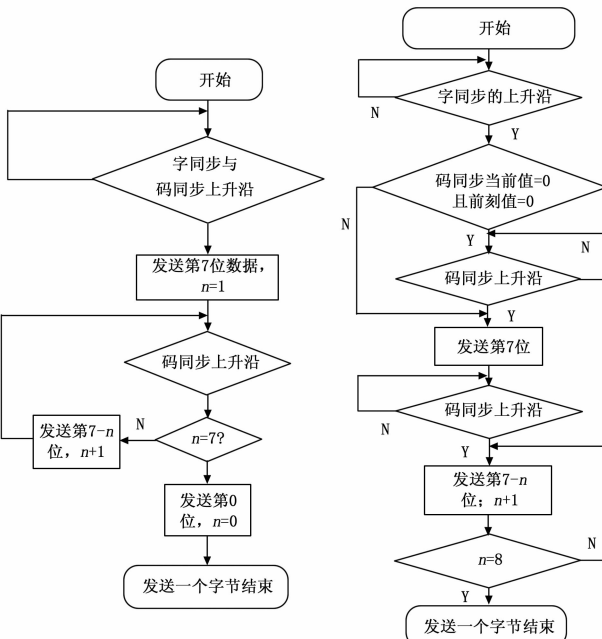 开始
字同步与
码同步上升沿
发送第7位数据，
n=1
码同步上升沿
N
n=7?
发送第7-n
位，n+1
发送第0
位，n=0
发送一个字节结束
开始
字同步的上升沿
N
Y
码同步当前值=0
且前刻值=0
N
Y
N
码同步上升沿
Y
发送第7位
码同步上升沿
N
Y
发送第7-n
位；n+1
n=8
N
Y
发送一个字节结束